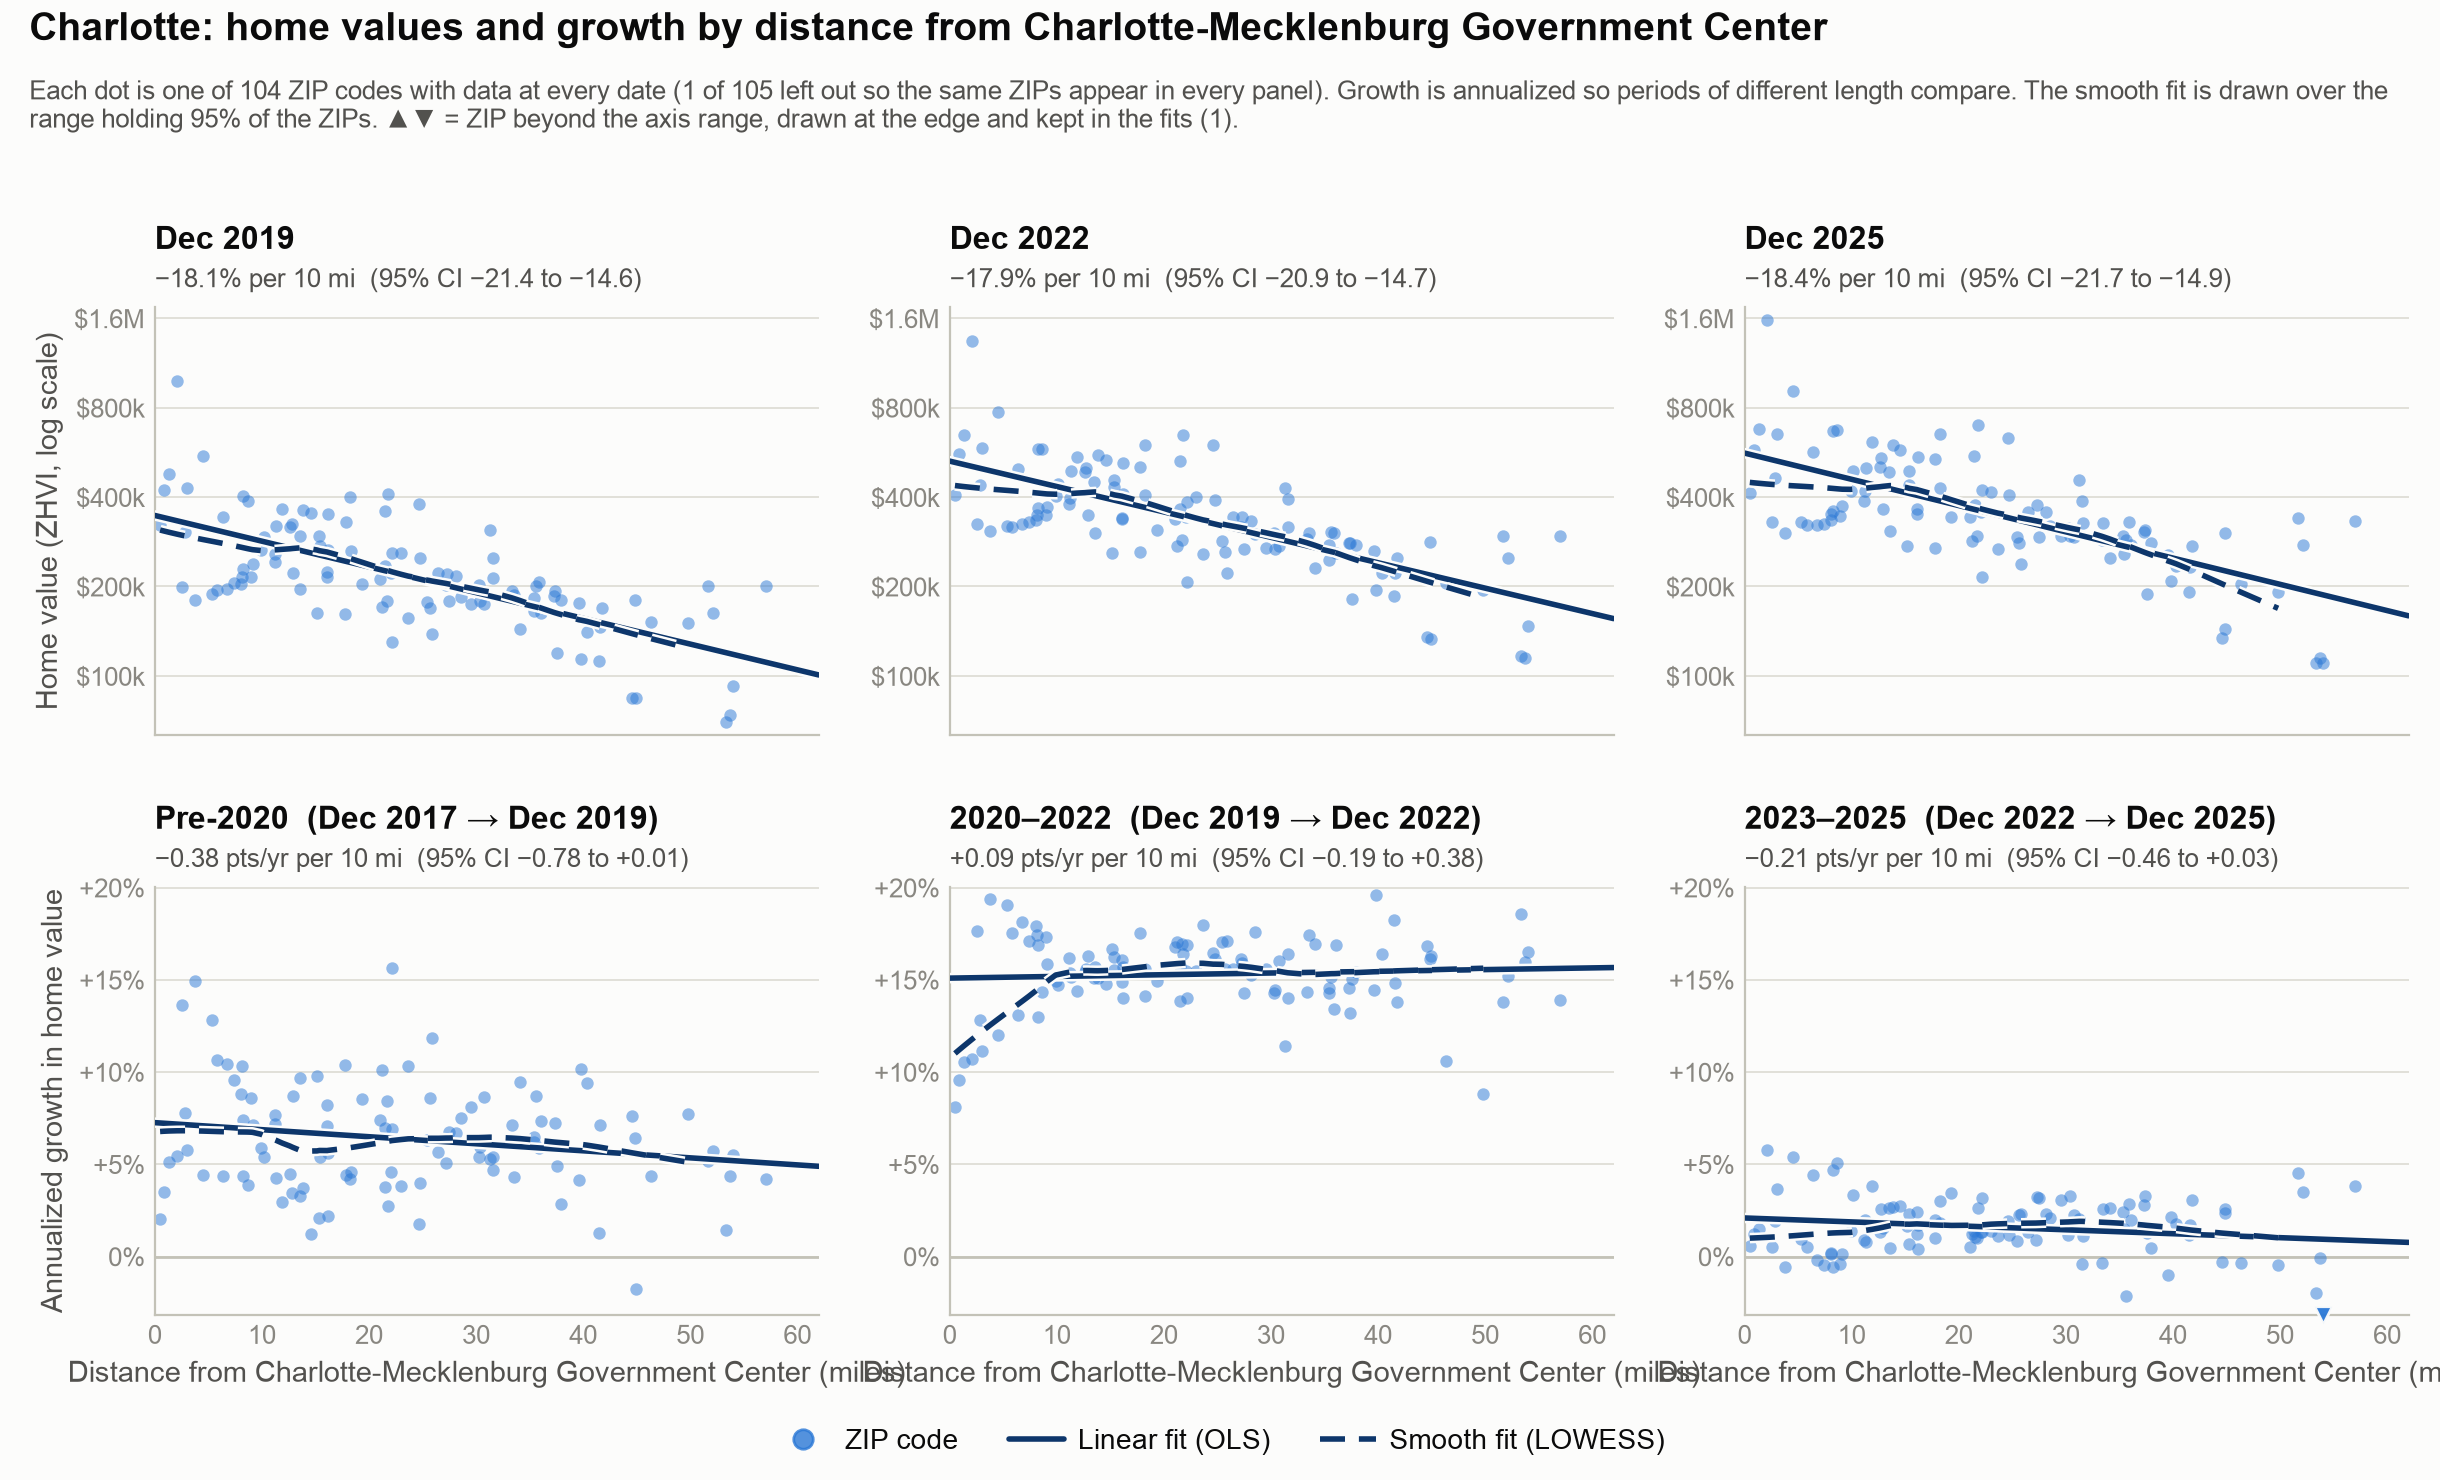 Charlotte: home values and growth by distance from Charlotte-Mecklenburg Government Center
Each dot is one of 104 ZIP codes with data at every date (1 of 105 left out so the same ZIPs appear in every panel). Growth is annualized so periods of different length compare. The smooth fit is drawn over the
range holding 95% of the ZIPs. ▲▼ = ZIP beyond the axis range, drawn at the edge and kept in the fits (1).
Dec 2019
−18.1% per 10 mi (95% CI −21.4 to −14.6)
Home value (ZHVI, log scale)
$1.6M
$800k
$400k
$200k
$100k
Dec 2022
−17.9% per 10 mi (95% CI −20.9 to −14.7)
$1.6M
$800k
$400k
$200k
$100k
Dec 2025
−18.4% per 10 mi (95% CI −21.7 to −14.9)
$1.6M
$800k
$400k
$200k
$100k
Pre-2020 (Dec 2017 → Dec 2019)
−0.38 pts/yr per 10 mi (95% CI −0.78 to +0.01)
Annualized growth in home value
+20%
+15%
+10%
+5%
0%
0 10 20 30 40 50 60
Distance from Charlotte-Mecklenburg Government Center (miles)
2020–2022 (Dec 2019 → Dec 2022)
+0.09 pts/yr per 10 mi (95% CI −0.19 to +0.38)
+20%
+15%
+10%
+5%
0%
0 10 20 30 40 50 60
Distance from Charlotte-Mecklenburg Government Center (miles)
2023–2025 (Dec 2022 → Dec 2025)
−0.21 pts/yr per 10 mi (95% CI −0.46 to +0.03)
+20%
+15%
+10%
+5%
0%
0 10 20 30 40 50 60
Distance from Charlotte-Mecklenburg Government Center (m
ZIP code
Linear fit (OLS)
Smooth fit (LOWESS)